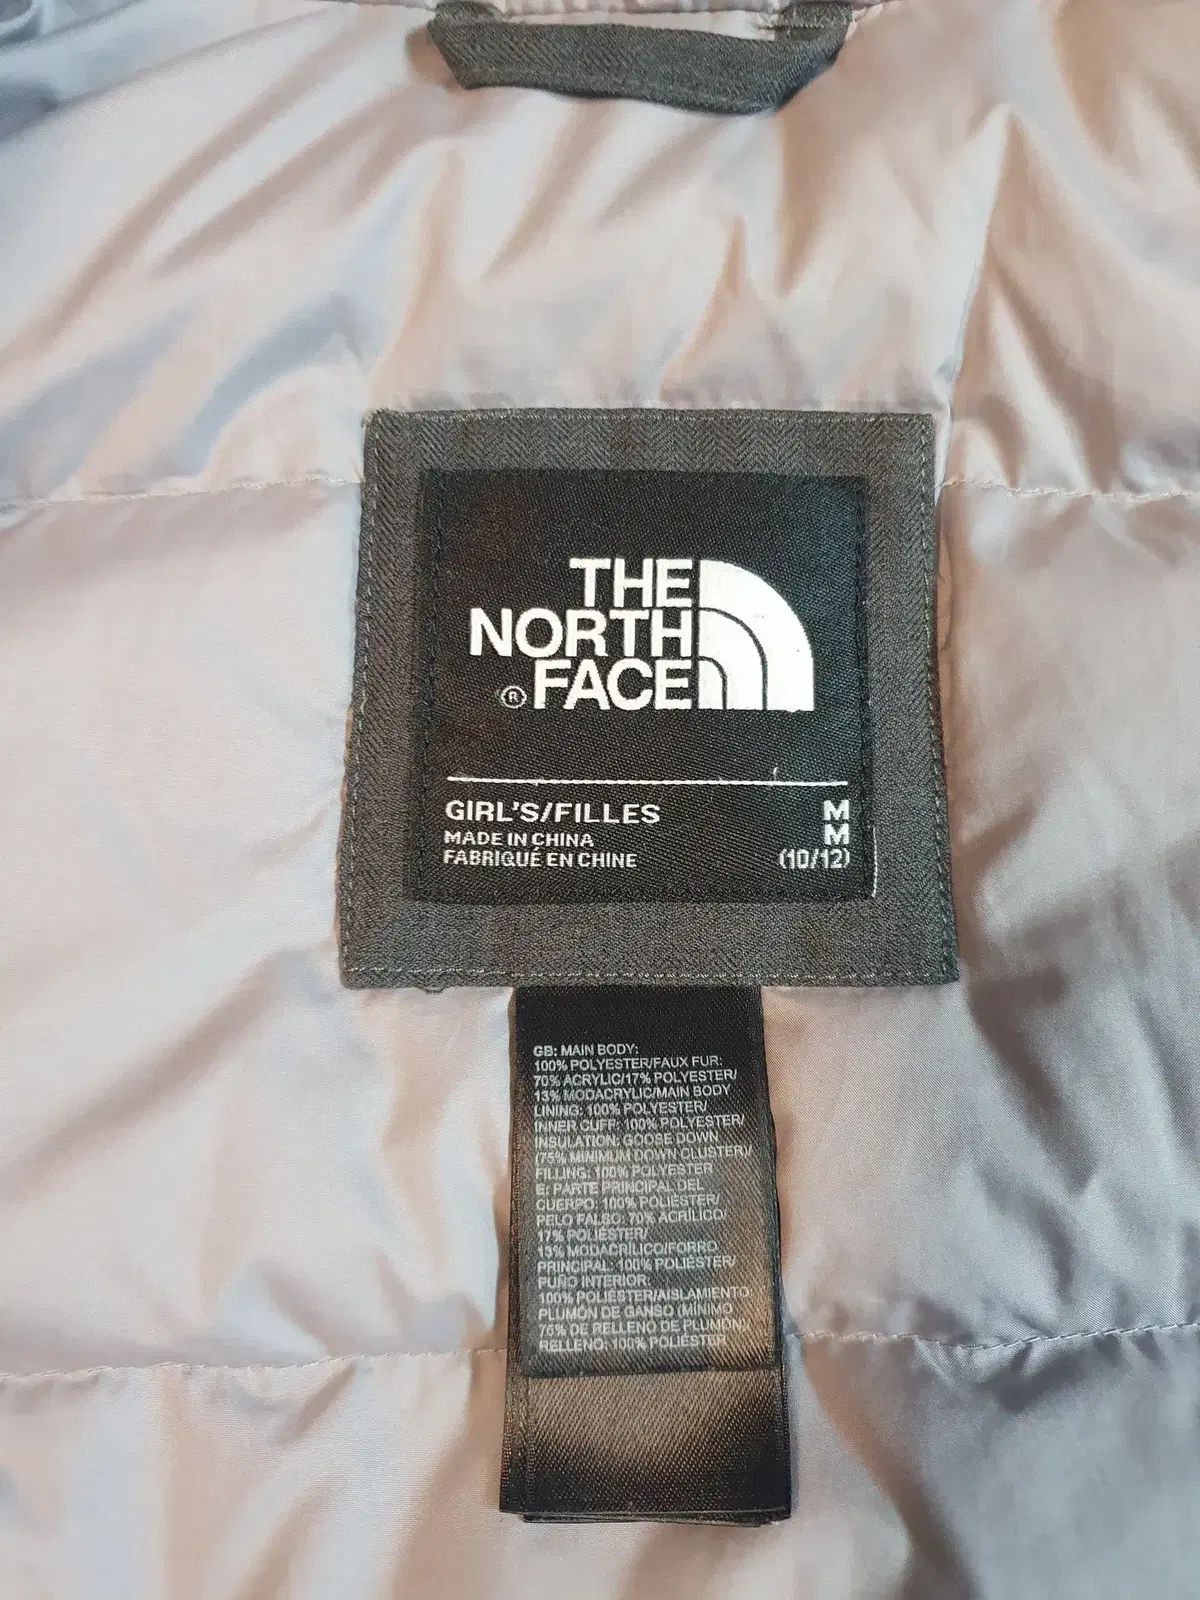 THE
NORTH
® FACE
GIRL'S/FILLES M
MADE IN CHINA M
FABRIQUÉ EN CHINE (10/12)
GB: MAIN BODY:
100% POLYESTER/FAUX FUR:
70% ACRYLIC/17% POLYESTER/
13% MODACRYLIC/MAIN BODY
LINING: 100% POLYESTER/
INNER CUFF: 100% POLYESTER/
INSULATION: GOOSE DOWN
(75% MINIMUM DOWN CLUSTER)/
FILLING: 100% POLYESTER
E: PARTE PRINCIPAL DEL
CUERPO: 100% POLIÉSTER/
PELO FALSO: 70% ACRÍLICO/
17% POLIÉSTER/
13% MODACRÍLICO/FORRO
PRINCIPAL: 100% POLIÉSTER/
PUÑO INTERIOR:
100% POLIÉSTER/AISLAMIENTO:
PLUMÓN DE GANSO (MÍNIMO
75% DE RELLENO DE PLUMÓN)/
RELLENO: 100% POLIÉSTER